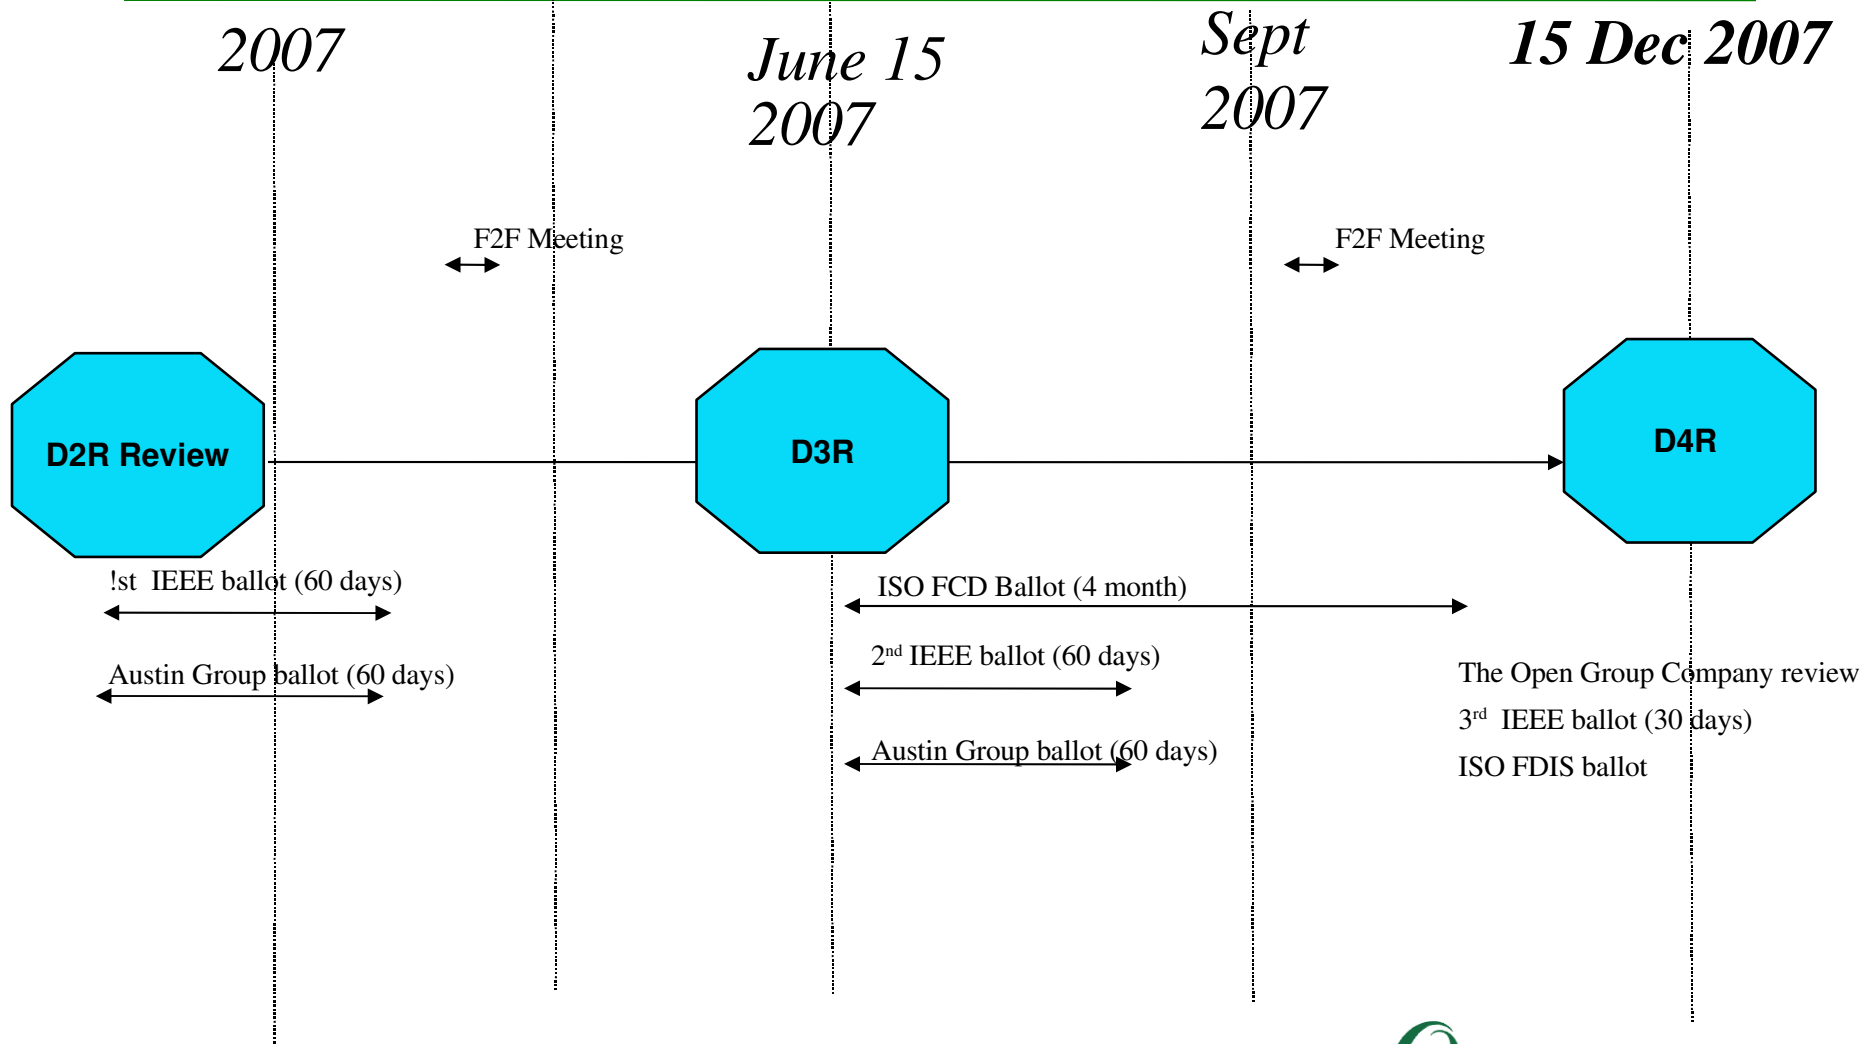 2007
June 15
2007
Sept
2007
15 Dec 2007
F2F Meeting
F2F Meeting
D2R Review
D3R
D4R
!st IEEE ballot (60 days)
Austin Group ballot (60 days)
ISO FCD Ballot (4 month)
2nd IEEE ballot (60 days)
Austin Group ballot (60 days)
The Open Group Company review
3rd IEEE ballot (30 days)
ISO FDIS ballot